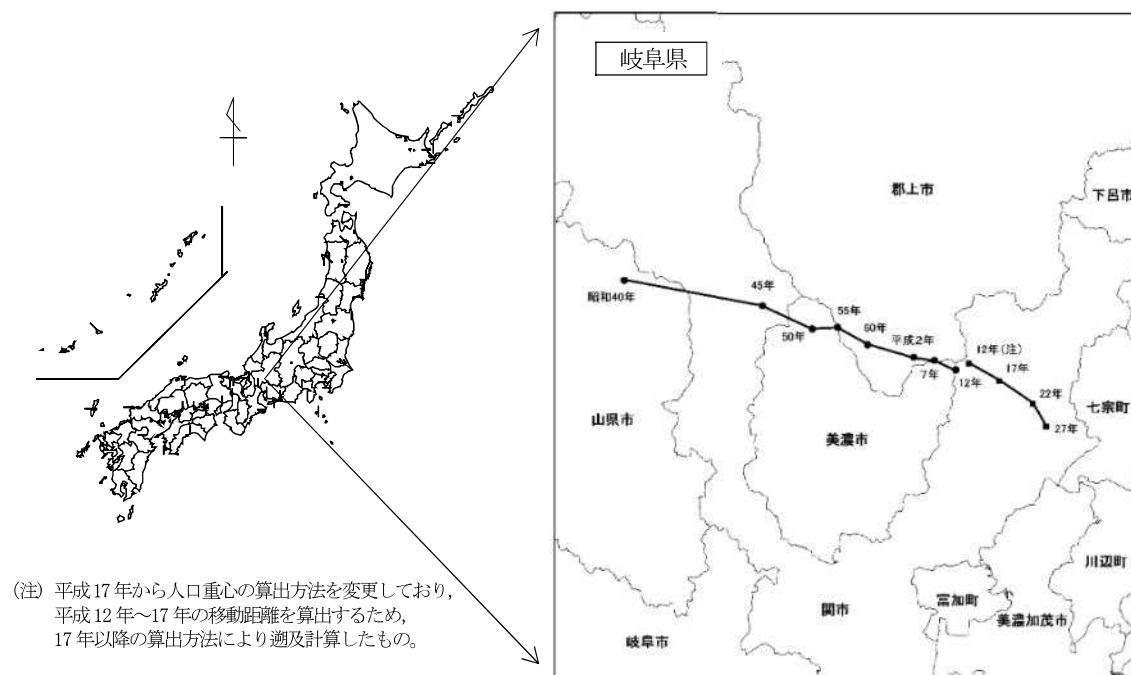 岐阜県
郡上市
下呂市
昭和40年
45年
50年
55年
60年
平成2年
7年
12年
12年(注)
17年
22年
27年
山県市
美濃市
七宗町
川辺町
富加町
美濃加茂市
関市
岐阜市
(注) 平成17年から人口重心の算出方法を変更しており,
平成12年~17年の移動距離を算出するため,
17年以降の算出方法により遡及計算したもの。